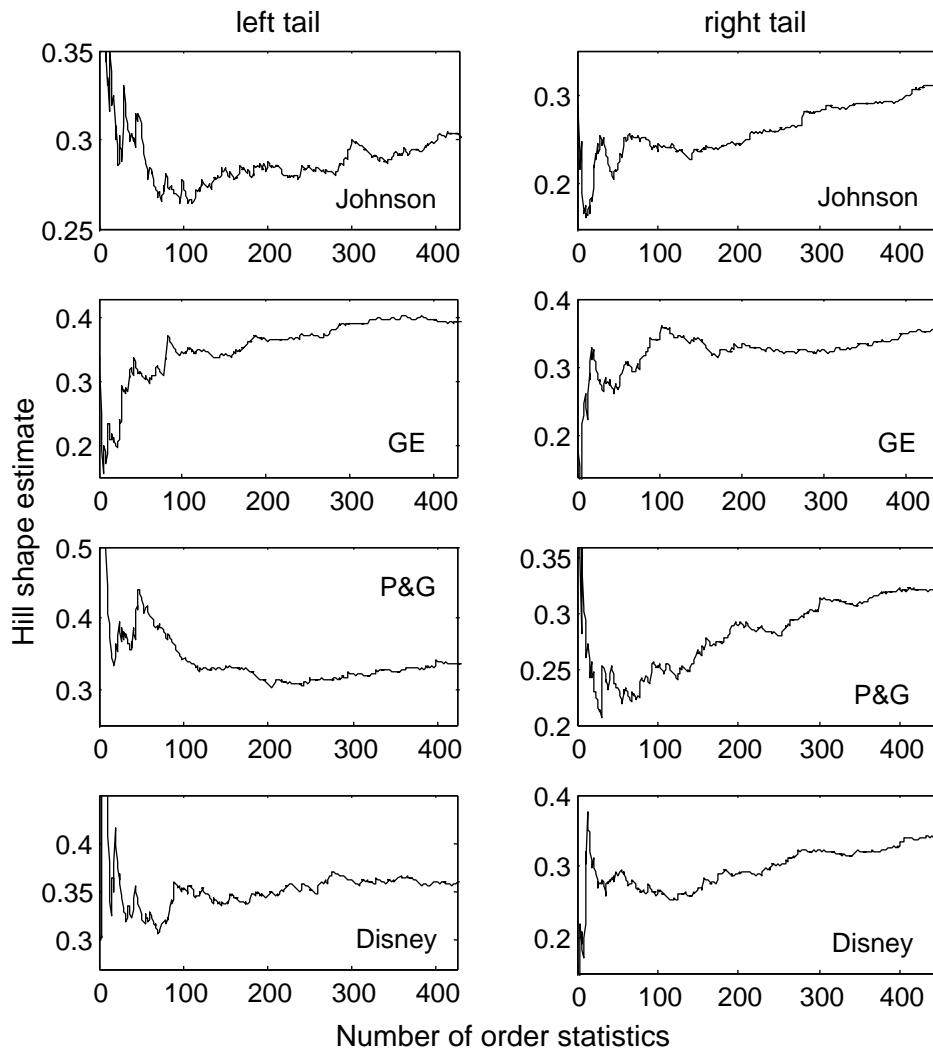 left tail
right tail
Hill shape estimate
0.35
0.3
0.25
Johnson
0 100 200 300 400
0.3
0.2
Johnson
0 100 200 300 400
0.4
0.3
0.2
GE
0 100 200 300 400
0.4
0.3
0.2
GE
0 100 200 300 400
0.5
0.4
0.3
P&G
0 100 200 300 400
0.35
0.3
0.25
0.2
P&G
0 100 200 300 400
0.4
0.35
0.3
Disney
0 100 200 300 400
0.4
0.3
0.2
Disney
0 100 200 300 400
Number of order statistics